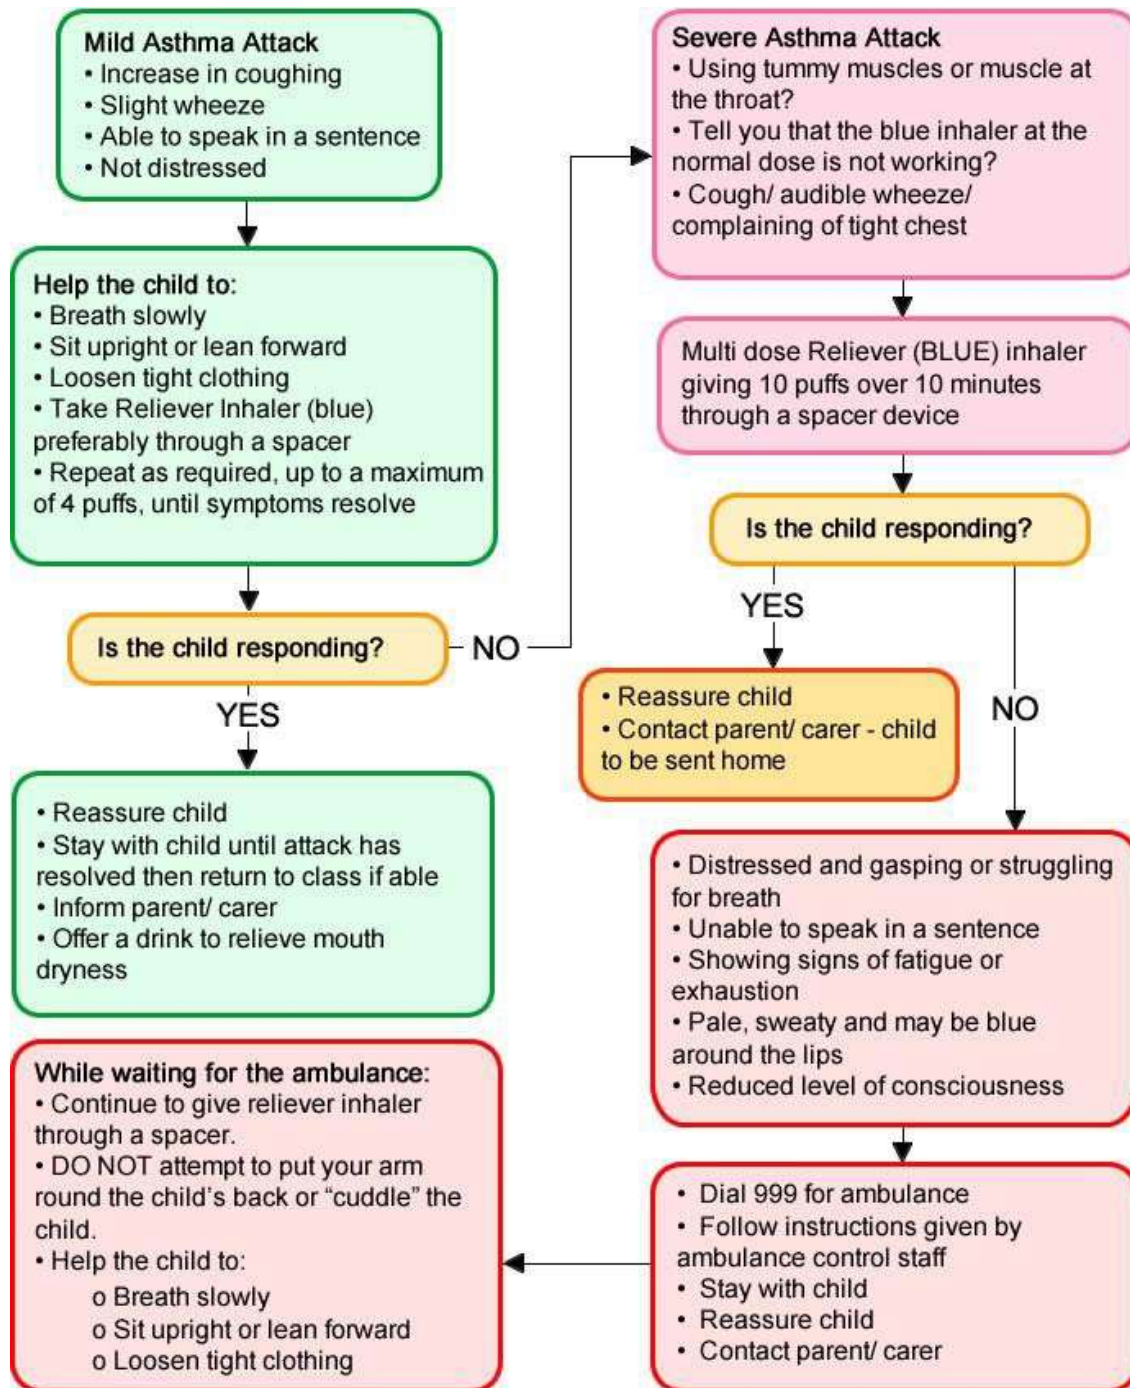 Mild Asthma Attack
• Increase in coughing
• Slight wheeze
• Able to speak in a sentence
• Not distressed
Help the child to:
• Breath slowly
• Sit upright or lean forward
• Loosen tight clothing
• Take Reliever Inhaler (blue)
preferably through a spacer
• Repeat as required, up to a maximum
of 4 puffs, until symptoms resolve
Is the child responding?
NO
YES
• Reassure child
• Stay with child until attack has
resolved then return to class if able
• Inform parent/ carer
• Offer a drink to relieve mouth
dryness
Severe Asthma Attack
• Using tummy muscles or muscle at
the throat?
• Tell you that the blue inhaler at the
normal dose is not working?
• Cough/ audible wheeze/
complaining of tight chest
Multi dose Reliever (BLUE) inhaler
giving 10 puffs over 10 minutes
through a spacer device
Is the child responding?
YES
NO
• Reassure child
• Contact parent/ carer - child
to be sent home
• Distressed and gasping or struggling
for breath
• Unable to speak in a sentence
• Showing signs of fatigue or
exhaustion
• Pale, sweaty and may be blue
around the lips
• Reduced level of consciousness
• Dial 999 for ambulance
• Follow instructions given by
ambulance control staff
• Stay with child
• Reassure child
• Contact parent/ carer
While waiting for the ambulance:
• Continue to give reliever inhaler
through a spacer.
• DO NOT attempt to put your arm
round the child's back or “cuddle” the
child.
• Help the child to:
o Breath slowly
o Sit upright or lean forward
o Loosen tight clothing